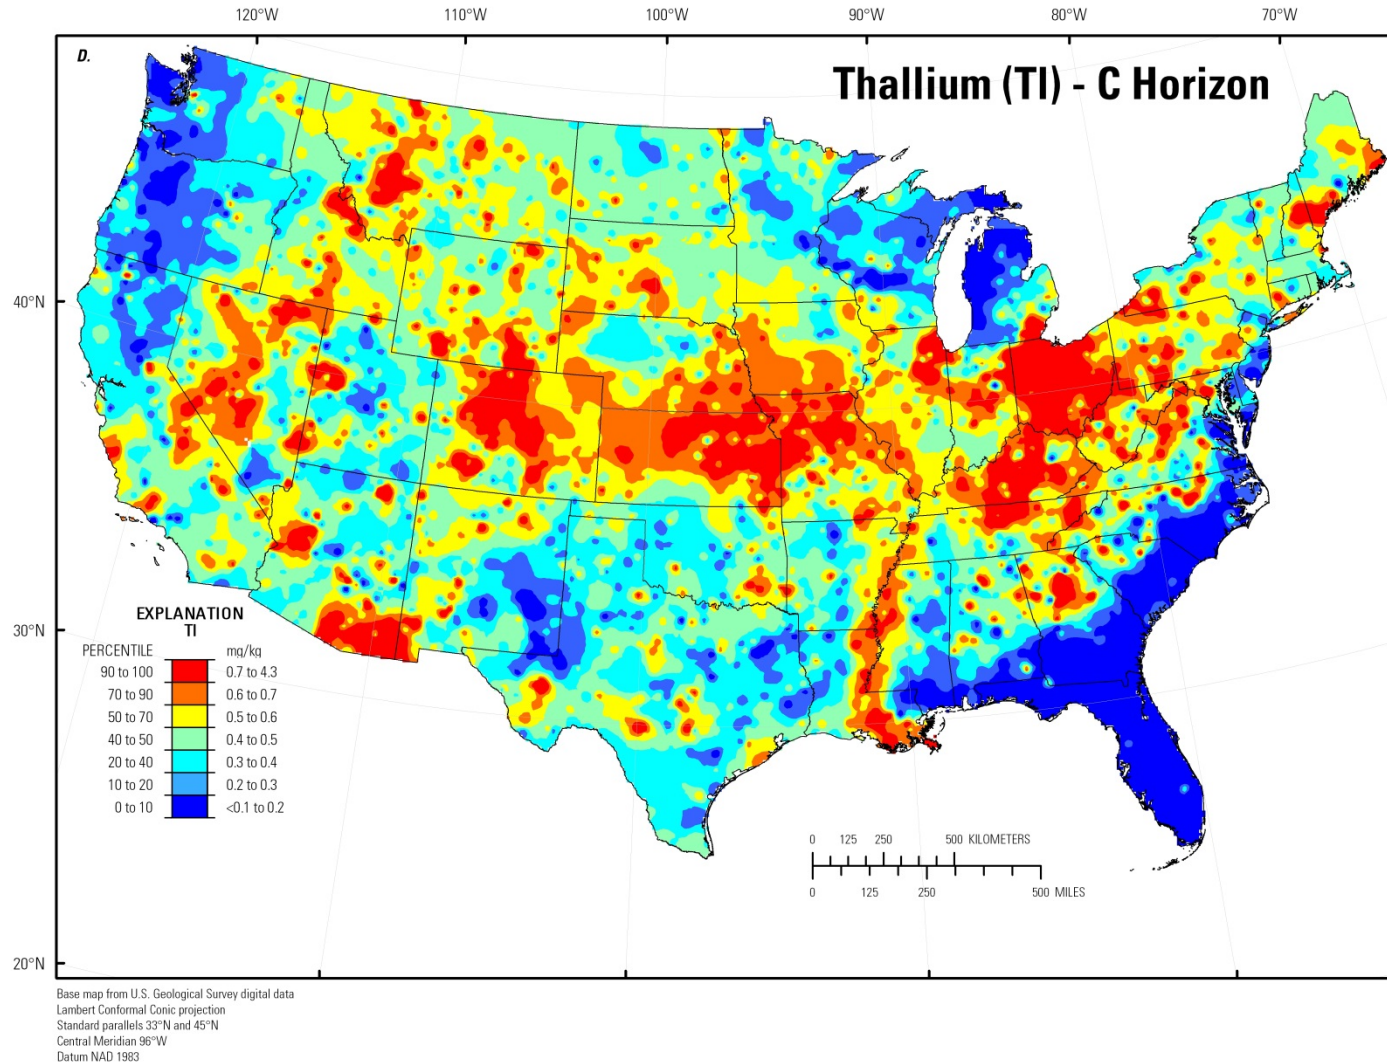 120°W 110°W 100°W 90°W 80°W 70°W
D.
Thallium (Tl) - C Horizon
40°N
30°N
20°N
EXPLANATION
Tl
PERCENTILE mg/kg
90 to 100 0.7 to 4.3
70 to 90 0.6 to 0.7
50 to 70 0.5 to 0.6
40 to 50 0.4 to 0.5
20 to 40 0.3 to 0.4
10 to 20 0.2 to 0.3
0 to 10 <0.1 to 0.2
0 125 250 500 KILOMETERS
0 125 250 500 MILES
Base map from U.S. Geological Survey digital data
Lambert Conformal Conic projection
Standard parallels 33°N and 45°N
Central Meridian 96°W
Datum NAD 1983